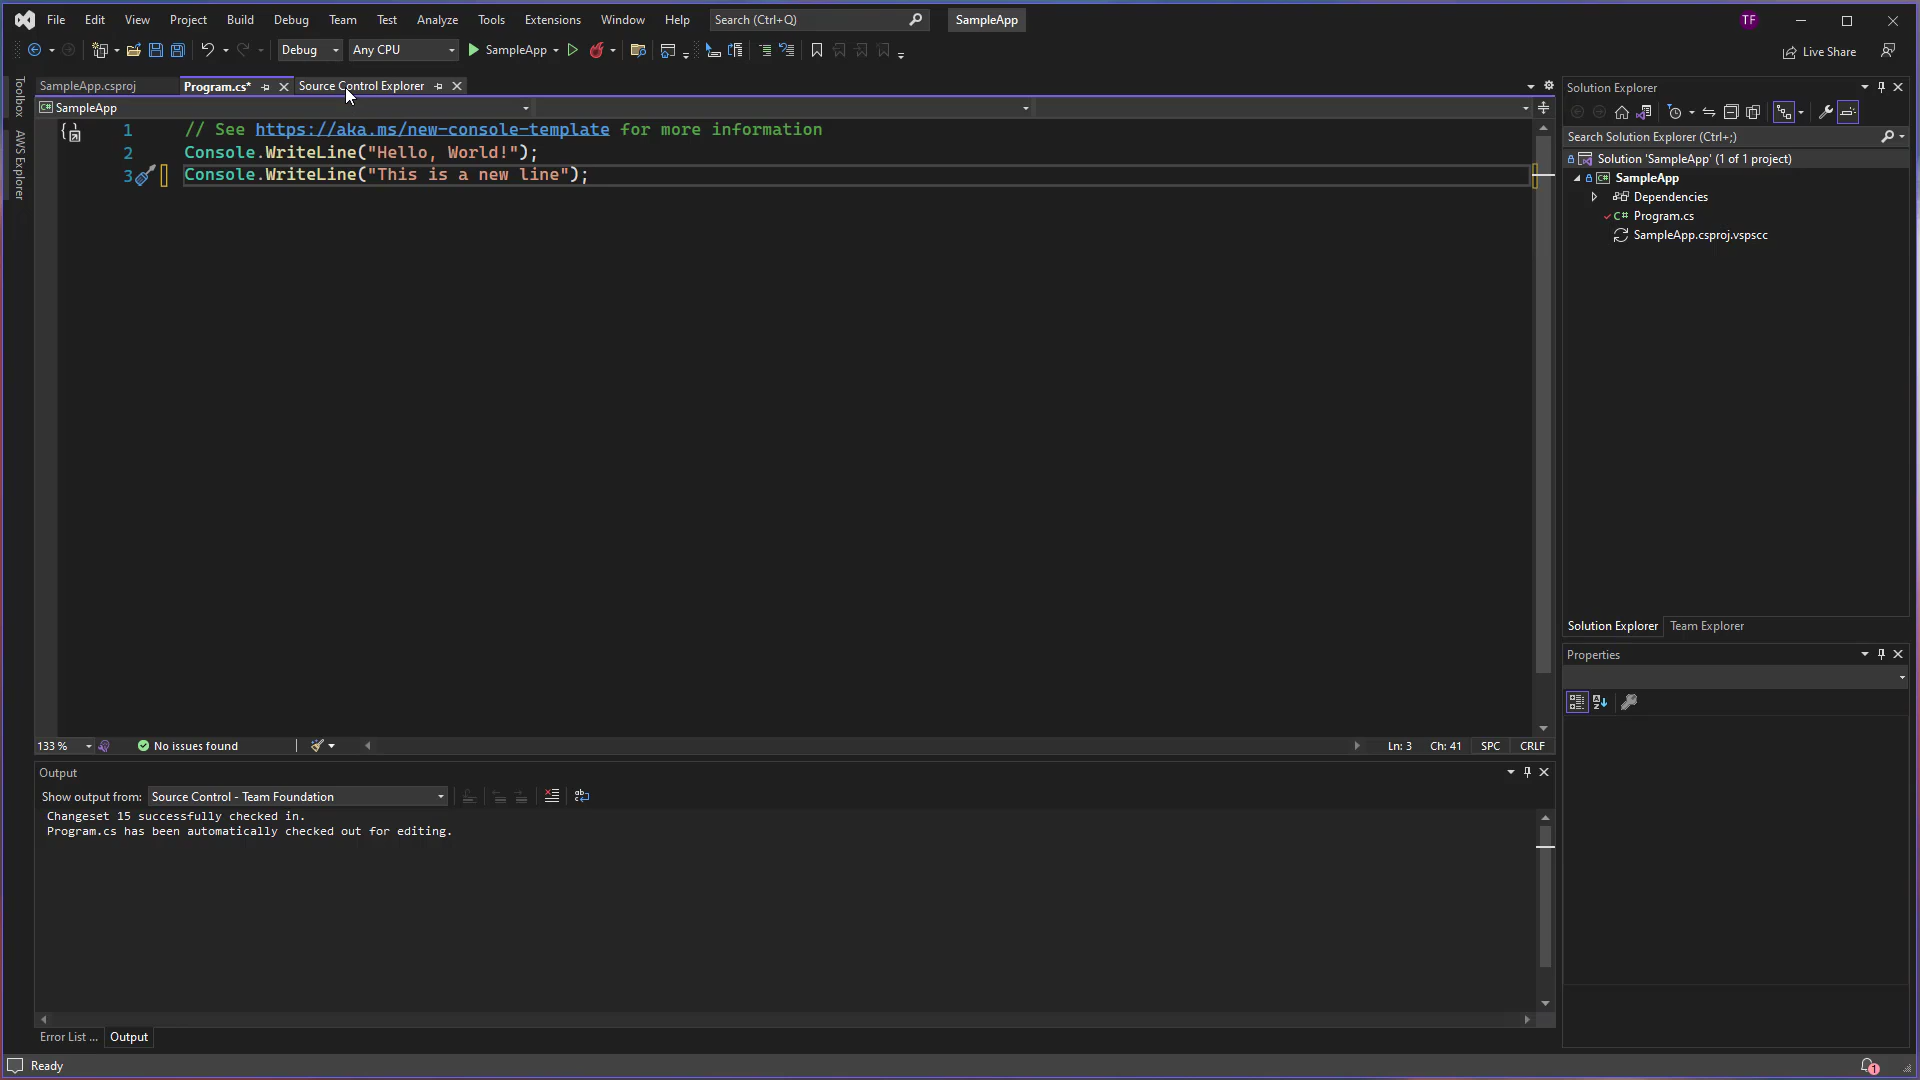 File Edit View Project Build Debug Team Test Analyze Tools Extensions Window Help Search (Ctrl+Q) SampleApp TF
Debug Any CPU SampleApp Live Share
SampleApp.csproj Program.cs* Source Control Explorer
Toolbox
AWS Explorer
C# SampleApp
1 // See https://aka.ms/new-console-template for more information
2 Console.WriteLine("Hello, World!");
3 Console.WriteLine("This is a new line");
133 % No issues found Ln: 3 Ch: 41 SPC CRLF
Output
Show output from: Source Control - Team Foundation
Changeset 15 successfully checked in.
Program.cs has been automatically checked out for editing.
Error List ... Output
Solution Explorer
Search Solution Explorer (Ctrl+;)
Solution 'SampleApp' (1 of 1 project)
C# SampleApp
Dependencies
C# Program.cs
SampleApp.csproj.vspscc
Solution Explorer Team Explorer
Properties
Ready 1